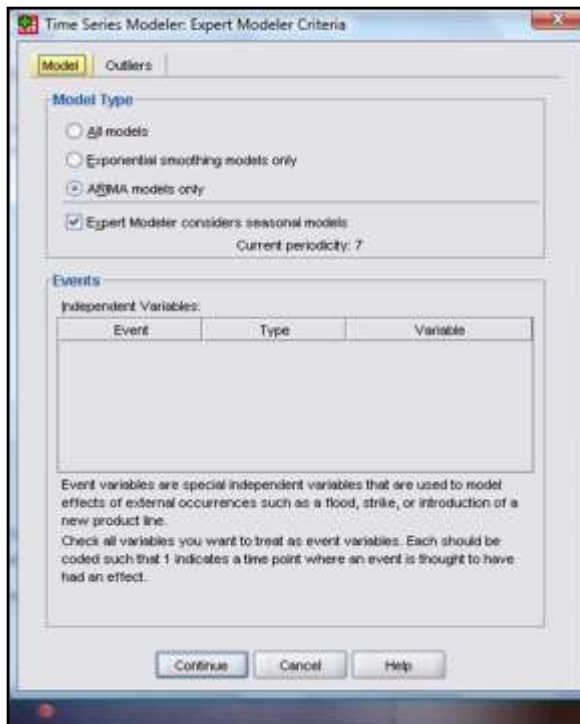 Time Series Modeler: Expert Modeler Criteria
Model Outliers
Model Type
All models
Exponential smoothing models only
ARIMA models only
Expert Modeler considers seasonal models
Current periodicity: 7
Events
Independent Variables:
Event Type Variable
Event variables are special independent variables that are used to model
effects of external occurrences such as a flood, strike, or introduction of a
new product line.
Check all variables you want to treat as event variables. Each should be
coded such that 1 indicates a time point where an event is thought to have
had an effect.
Continue Cancel Help